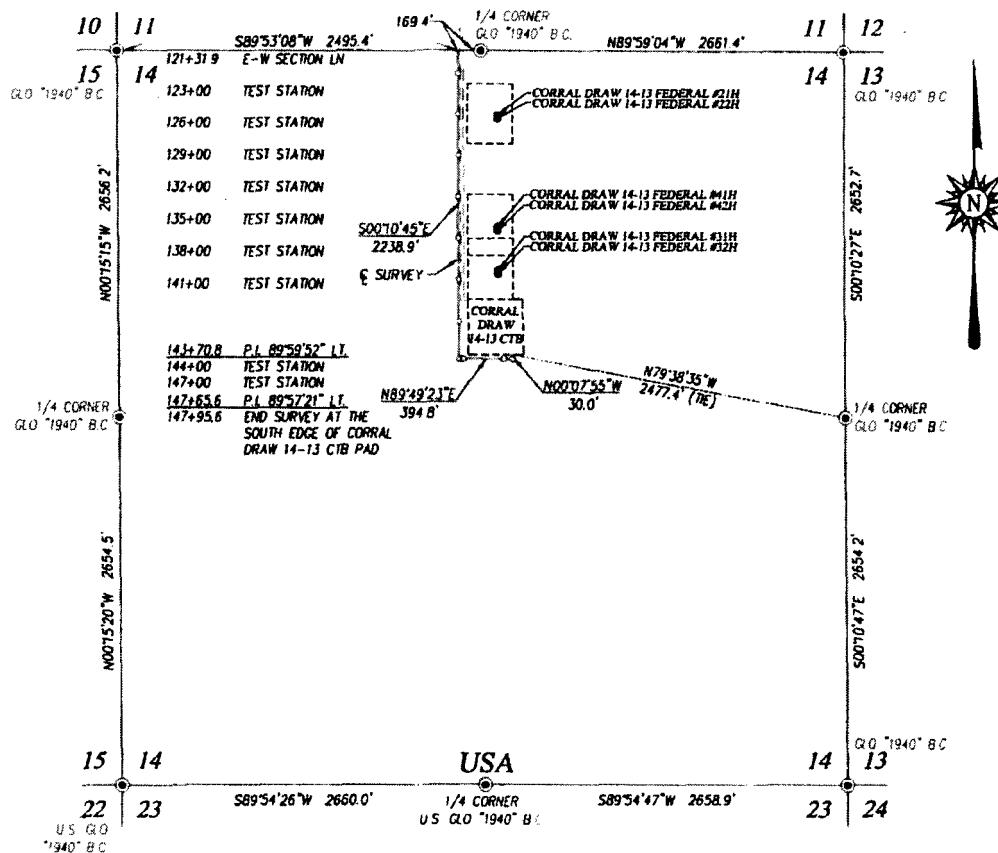 10 11
S89°53'08"W 2495.4'
169.4'
1/4 CORNER
GLO "1940" B.C.
N89°59'04"W 2661.4'
11 12
15 14
GLO "1940" B.C.
14 13
GLO "1940" B.C.
121+31.9 E-W SECTION LN
123+00 TEST STATION
126+00 TEST STATION
129+00 TEST STATION
132+00 TEST STATION
135+00 TEST STATION
138+00 TEST STATION
141+00 TEST STATION
143+70.8 P.I. 89°59'52" LT.
144+00 TEST STATION
147+00 TEST STATION
147+65.6 P.I. 89°57'21" LT.
147+95.6 END SURVEY AT THE
SOUTH EDGE OF CORRAL
DRAW 14-13 CTB PAD
CORRAL DRAW 14-13 FEDERAL #21H
CORRAL DRAW 14-13 FEDERAL #22H
CORRAL DRAW 14-13 FEDERAL #41H
CORRAL DRAW 14-13 FEDERAL #42H
CORRAL DRAW 14-13 FEDERAL #31H
CORRAL DRAW 14-13 FEDERAL #32H
S00°10'45"E
2238.9'
℄ SURVEY
CORRAL
DRAW
14-13 CTB
N89°49'23"E
394.8'
N00°07'55"W
30.0'
N79°38'35"W
2477.4' (TIE)
N
N00°15'15"W 2656.2'
S00°10'27"E 2652.7'
1/4 CORNER
GLO "1940" B.C
1/4 CORNER
GLO "1940" B.C
N00°15'20"W 2654.5'
S00°10'47"E 2654.2'
GLO "1940" B.C
15 14
USA
14 13
S89°54'26"W 2660.0'
1/4 CORNER
U.S. GLO "1940" B.C
S89°54'47"W 2658.9'
22 23
U.S. GLO
"1940" B.C
23 24